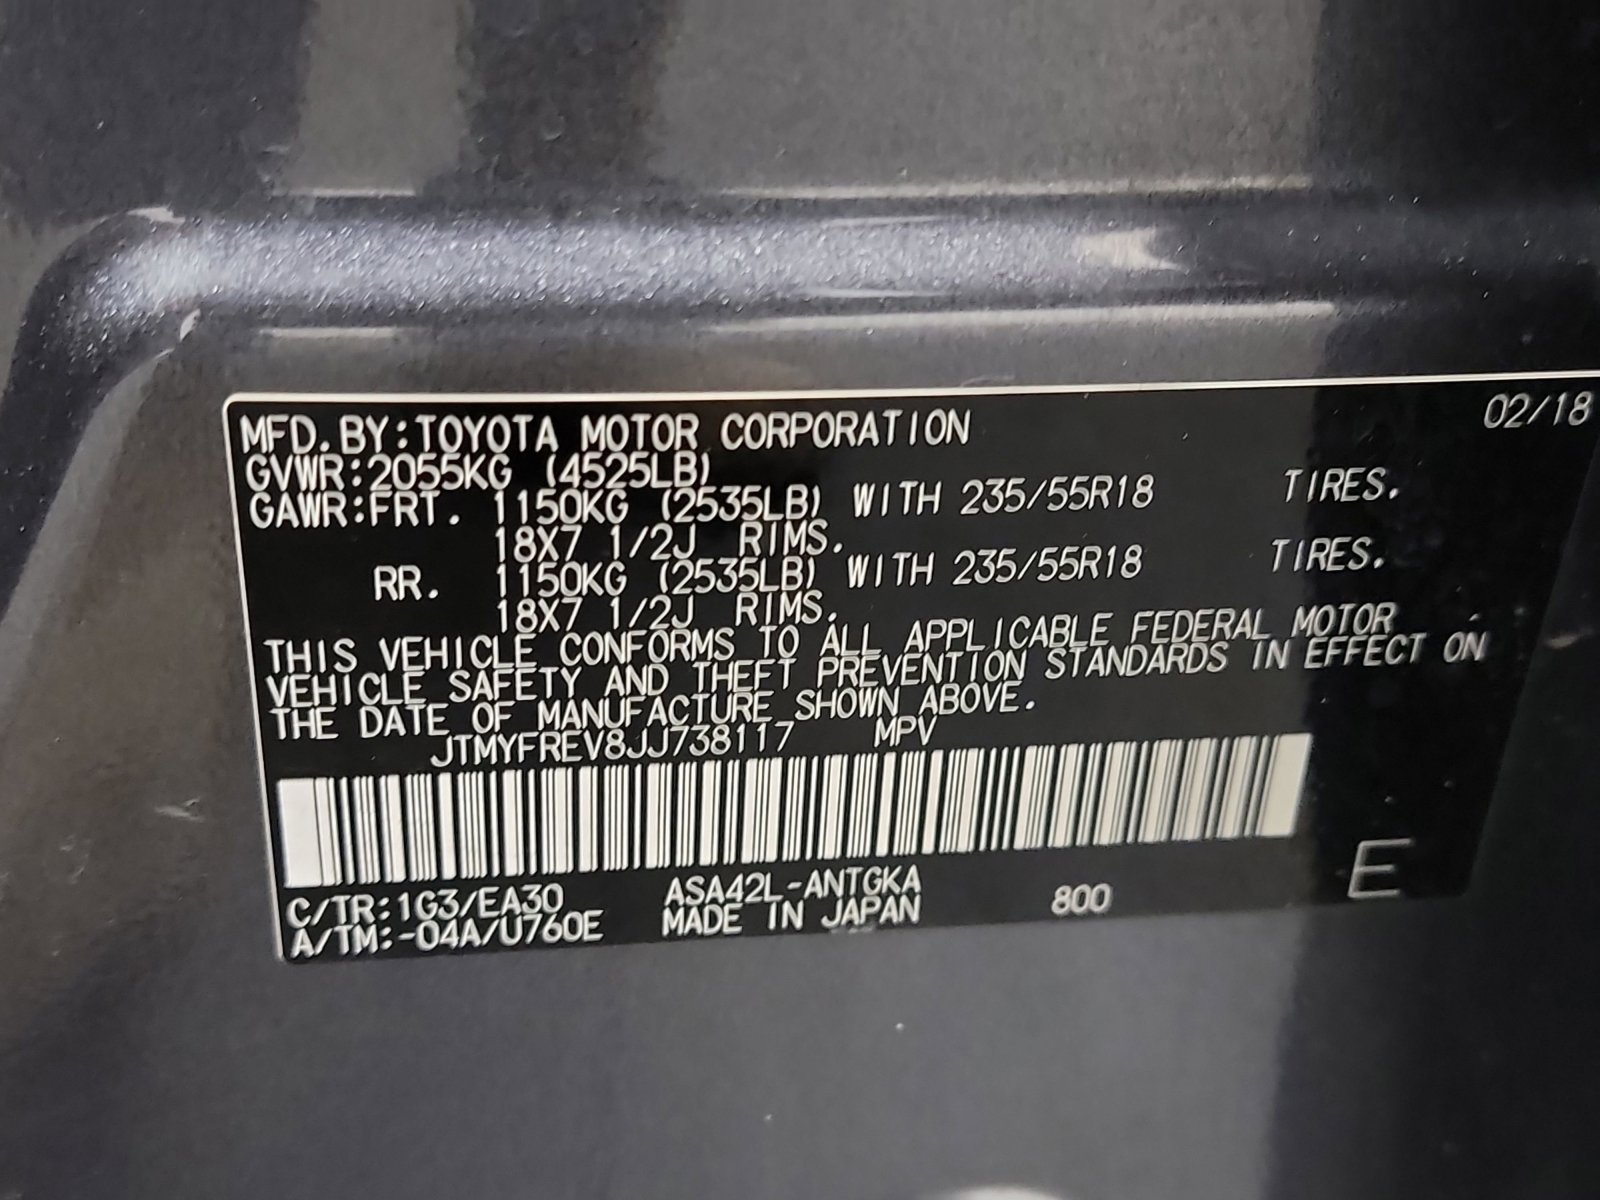 MFD. BY:TOYOTA MOTOR CORPORATION 02/18
GVWR:2055KG (4525LB)
GAWR:FRT. 1150KG (2535LB) WITH 235/55R18 TIRES.
18X7 1/2J RIMS.
RR. 1150KG (2535LB) WITH 235/55R18 TIRES.
18X7 1/2J RIMS.
THIS VEHICLE CONFORMS TO ALL APPLICABLE FEDERAL MOTOR
VEHICLE SAFETY AND THEFT PREVENTION STANDARDS IN EFFECT ON
THE DATE OF MANUFACTURE SHOWN ABOVE.
JTMYFREV8JJ738117 MPV
C/TR:1G3/EA30 ASA42L-ANTGKA 800 E
A/TM:-04A/U760E MADE IN JAPAN